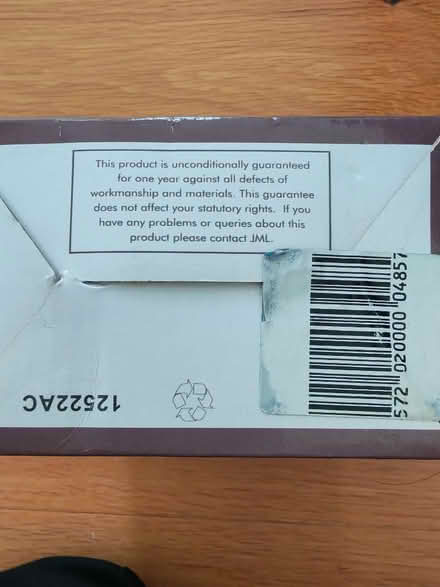 This product is unconditionally guaranteed
for one year against all defects of
workmanship and materials. This guarantee
does not affect your statutory rights. If you
have any problems or queries about this
product please contact JML.
572 020000 04857
12522AC